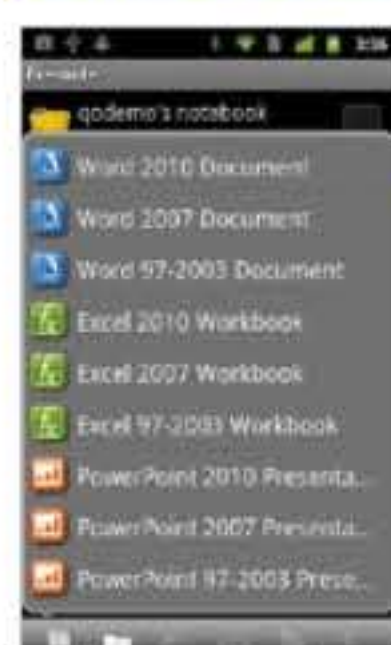 qodemo's notebook
Word 2010 Document
Word 2007 Document
Word 97-2003 Document
Excel 2010 Workbook
Excel 2007 Workbook
Excel 97-2003 Workbook
PowerPoint 2010 Presenta...
PowerPoint 2007 Presenta...
PowerPoint 97-2003 Prese...